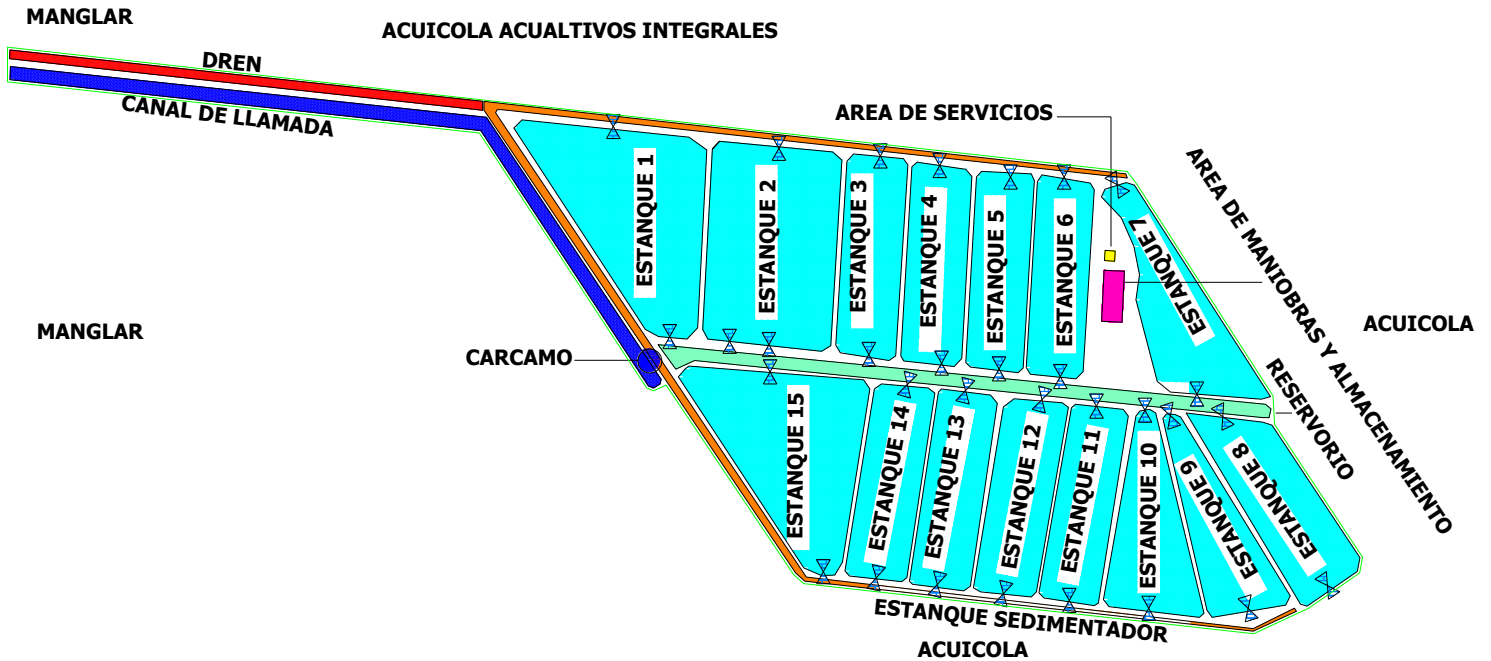 MANGLAR
ACUICOLA ACUALTIVOS INTEGRALES
DREN
CANAL DE LLAMADA
AREA DE SERVICIOS
AREA DE MANIOBRAS Y ALMACENAMIENTO
ESTANQUE 1
ESTANQUE 2
ESTANQUE 3
ESTANQUE 4
ESTANQUE 5
ESTANQUE 6
ESTANQUE 7
MANGLAR
ACUICOLA
CARCAMO
RESERVORIO
ESTANQUE 15
ESTANQUE 14
ESTANQUE 13
ESTANQUE 12
ESTANQUE 11
ESTANQUE 10
ESTANQUE 9
ESTANQUE 8
ESTANQUE SEDIMENTADOR
ACUICOLA